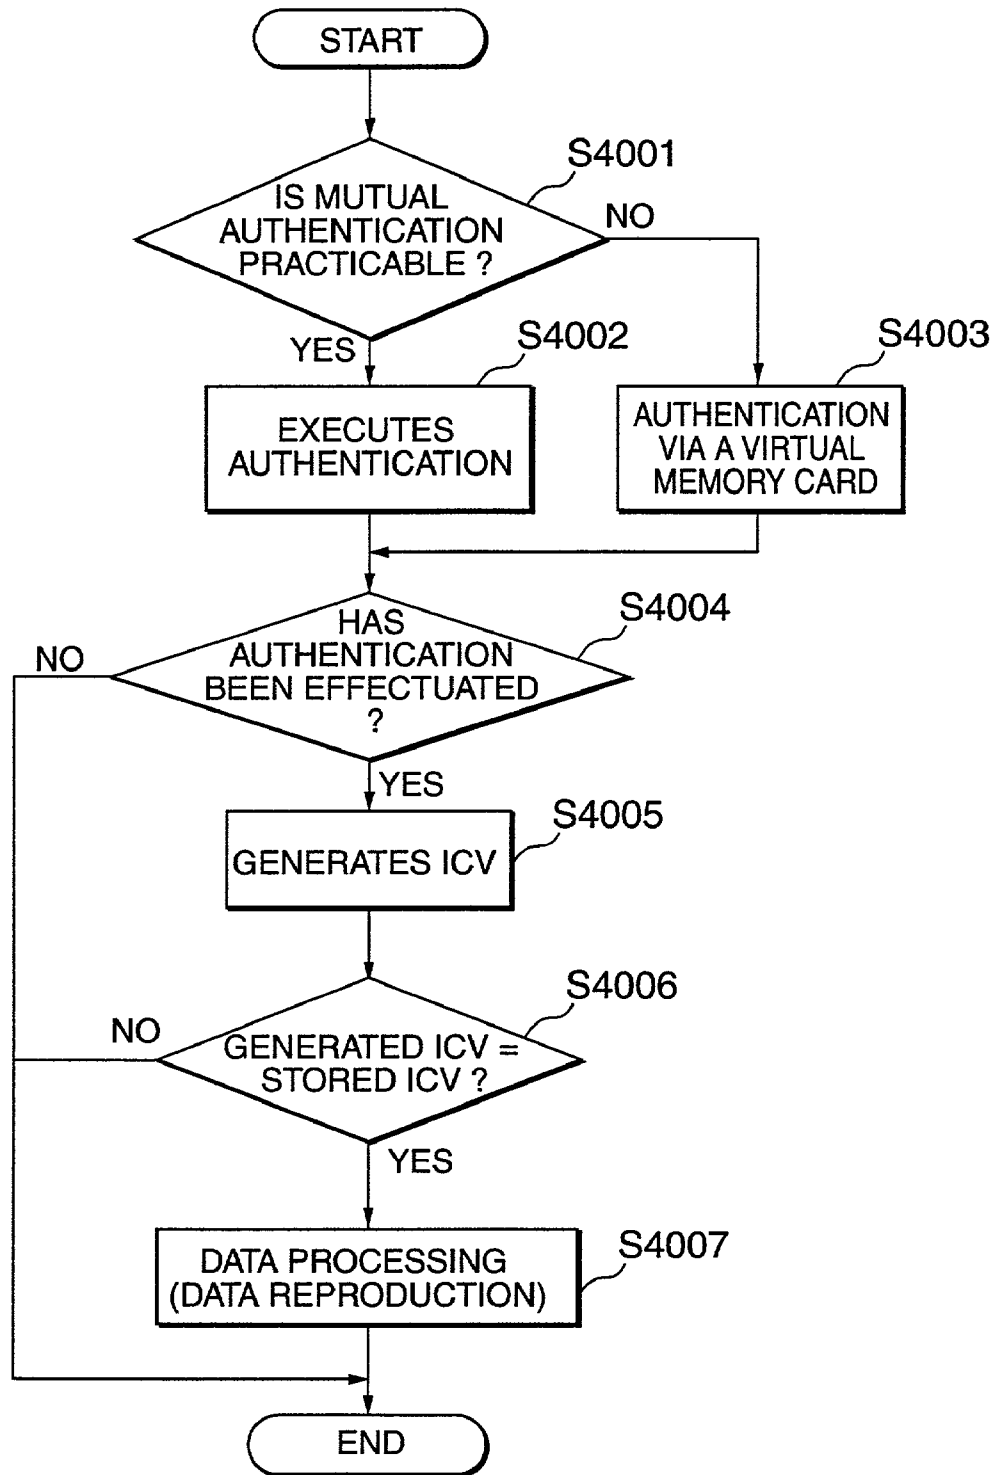 START
S4001
IS MUTUAL
AUTHENTICATION
PRACTICABLE ?
NO
YES
S4002
S4003
EXECUTES
AUTHENTICATION
AUTHENTICATION
VIA A VIRTUAL
MEMORY CARD
S4004
HAS
AUTHENTICATION
BEEN EFFECTUATED
?
NO
YES
S4005
GENERATES ICV
S4006
NO
GENERATED ICV =
STORED ICV ?
YES
S4007
DATA PROCESSING
(DATA REPRODUCTION)
END